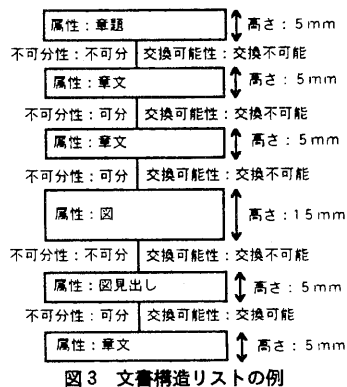 属性：章題 高さ：5mm
不可分性：不可分 交換可能性：交換不可能
属性：章文 高さ：5mm
不可分性：可分 交換可能性：交換不可能
属性：章文 高さ：5mm
不可分性：可分 交換可能性：交換不可能
属性：図 高さ：15mm
不可分性：不可分 交換可能性：交換不可能
属性：図見出し 高さ：5mm
不可分性：可分 交換可能性：交換可能
属性：章文 高さ：5mm
図3 文書構造リストの例